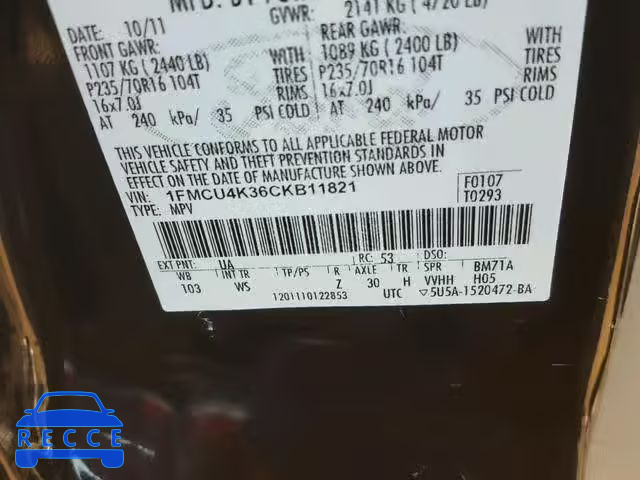 MFD. BY
GVWR: 2141 KG ( 4720 LB)
DATE: 10/11
FRONT GAWR:
1107 KG ( 2440 LB)
P235/70R16 104T
16x7.0J
AT 240 kPa/ 35 PSI COLD
WITH
TIRES
RIMS
REAR GAWR:
1089 KG ( 2400 LB)
P235/70R16 104T
16x7.0J
AT 240 kPa/ 35 PSI COLD
WITH
TIRES
RIMS
THIS VEHICLE CONFORMS TO ALL APPLICABLE FEDERAL MOTOR
VEHICLE SAFETY AND THEFT PREVENTION STANDARDS IN
EFFECT ON THE DATE OF MANUFACTURE SHOWN ABOVE.
VIN: 1FMCU4K36CKB11821
TYPE: MPV
F0107
T0293
EXT PNT: UA RC: 53 DSO:
WB INT TR TP/PS R AXLE TR SPR BM71A
103 WS Z 30 H VVHH H05
1201110122853 UTC ▽5U5A-1520472-BA
IDENTICAR